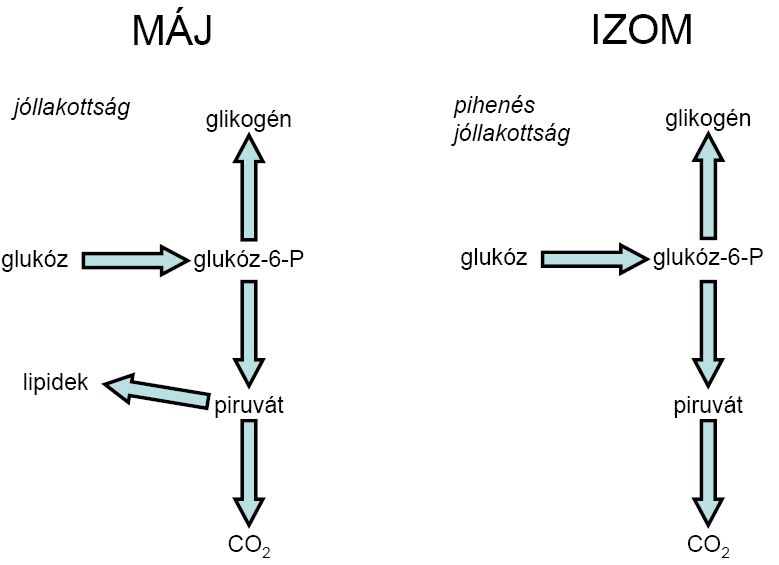 MÁJ
jóllakottság
glikogén
glukóz
glukóz-6-P
lipidek
piruvát
CO₂
IZOM
pihenés
jóllakottság
glikogén
glukóz
glukóz-6-P
piruvát
CO₂